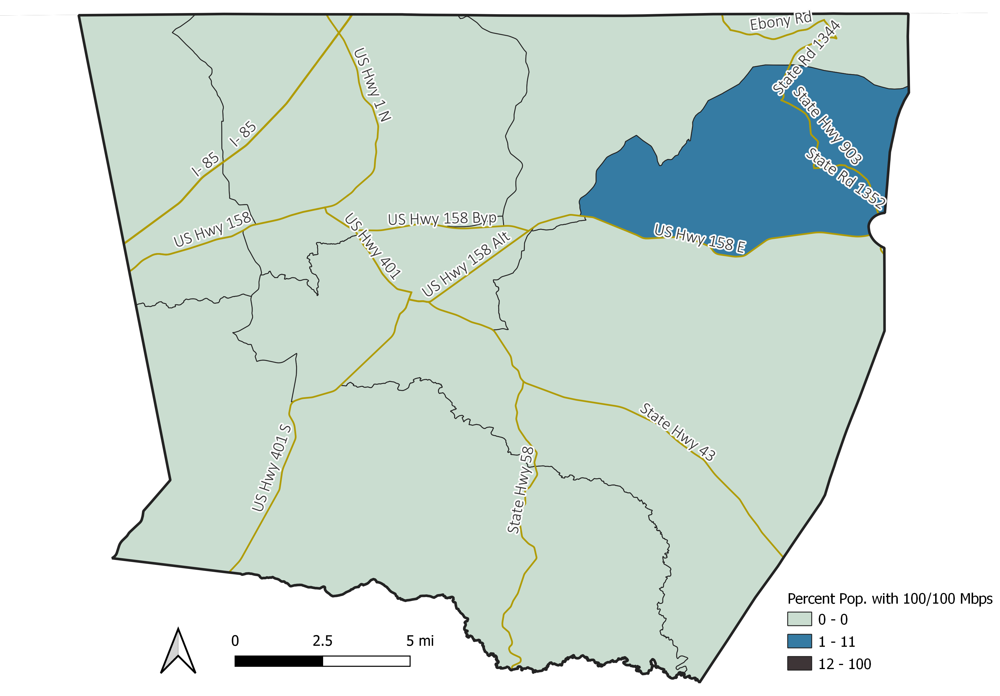 Ebony Rd
State Rd 1344
US Hwy 1 N
State Hwy 903
I- 85
I- 85
State Rd 1352
US Hwy 158
US Hwy 158 Byp
US Hwy 401
US Hwy 158 E
US Hwy 158 Alt
State Hwy 43
US Hwy 401 S
State Hwy 58
Percent Pop. with 100/100 Mbps
0 - 0
1 - 11
12 - 100
0 2.5 5 mi